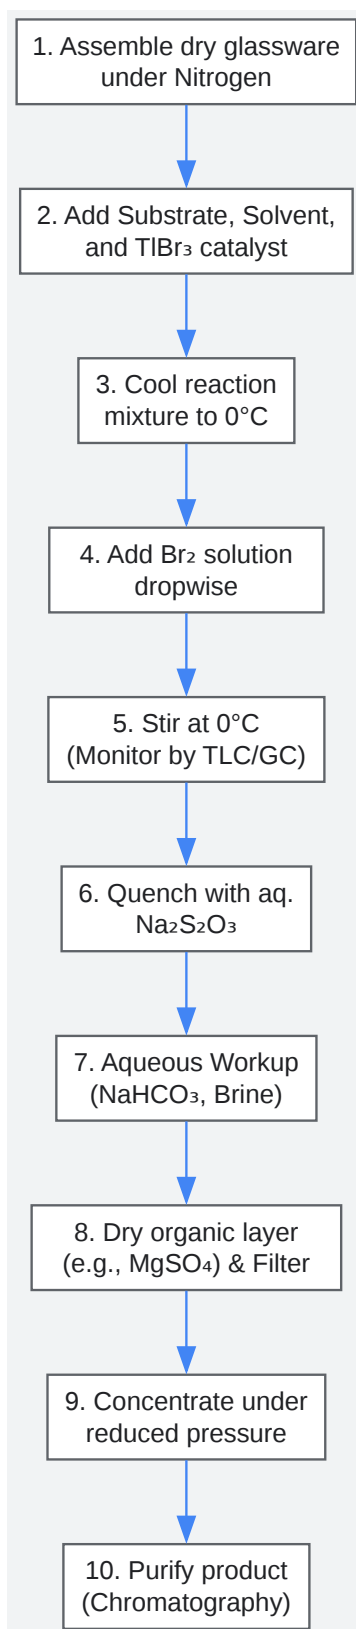 1. Assemble dry glassware
under Nitrogen
2. Add Substrate, Solvent,
and TlBr₃ catalyst
3. Cool reaction
mixture to 0°C
4. Add Br₂ solution
dropwise
5. Stir at 0°C
(Monitor by TLC/GC)
6. Quench with aq.
Na₂S₂O₃
7. Aqueous Workup
(NaHCO₃, Brine)
8. Dry organic layer
(e.g., MgSO₄) & Filter
9. Concentrate under
reduced pressure
10. Purify product
(Chromatography)